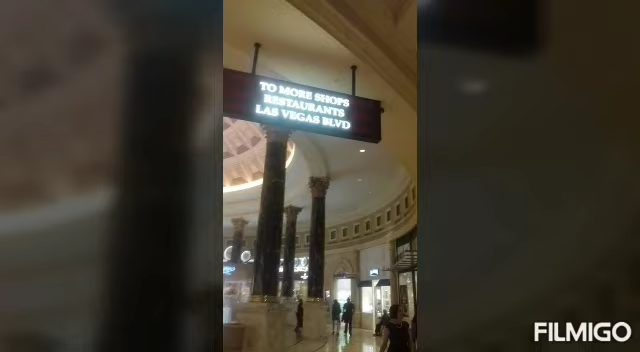 TO MORE SHOPS
RESTAURANTS
LAS VEGAS BLVD
FILMIGO